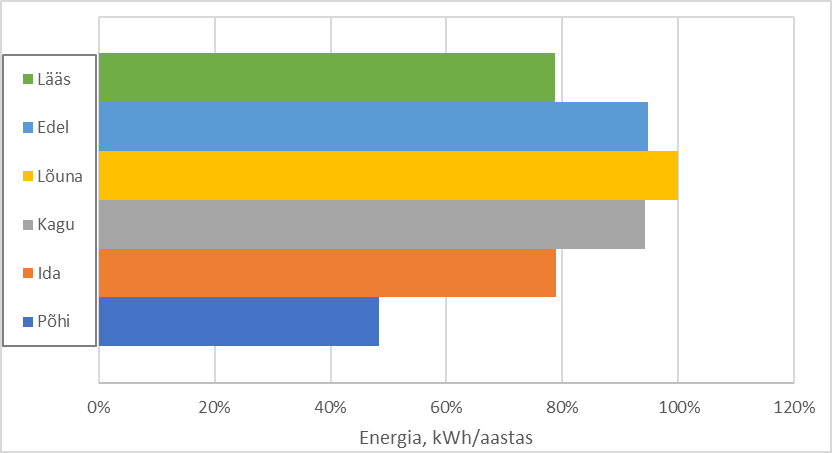 Lääs
Edel
Lõuna
Kagu
Ida
Põhi
0% 20% 40% 60% 80% 100% 120%
Energia, kWh/aastas